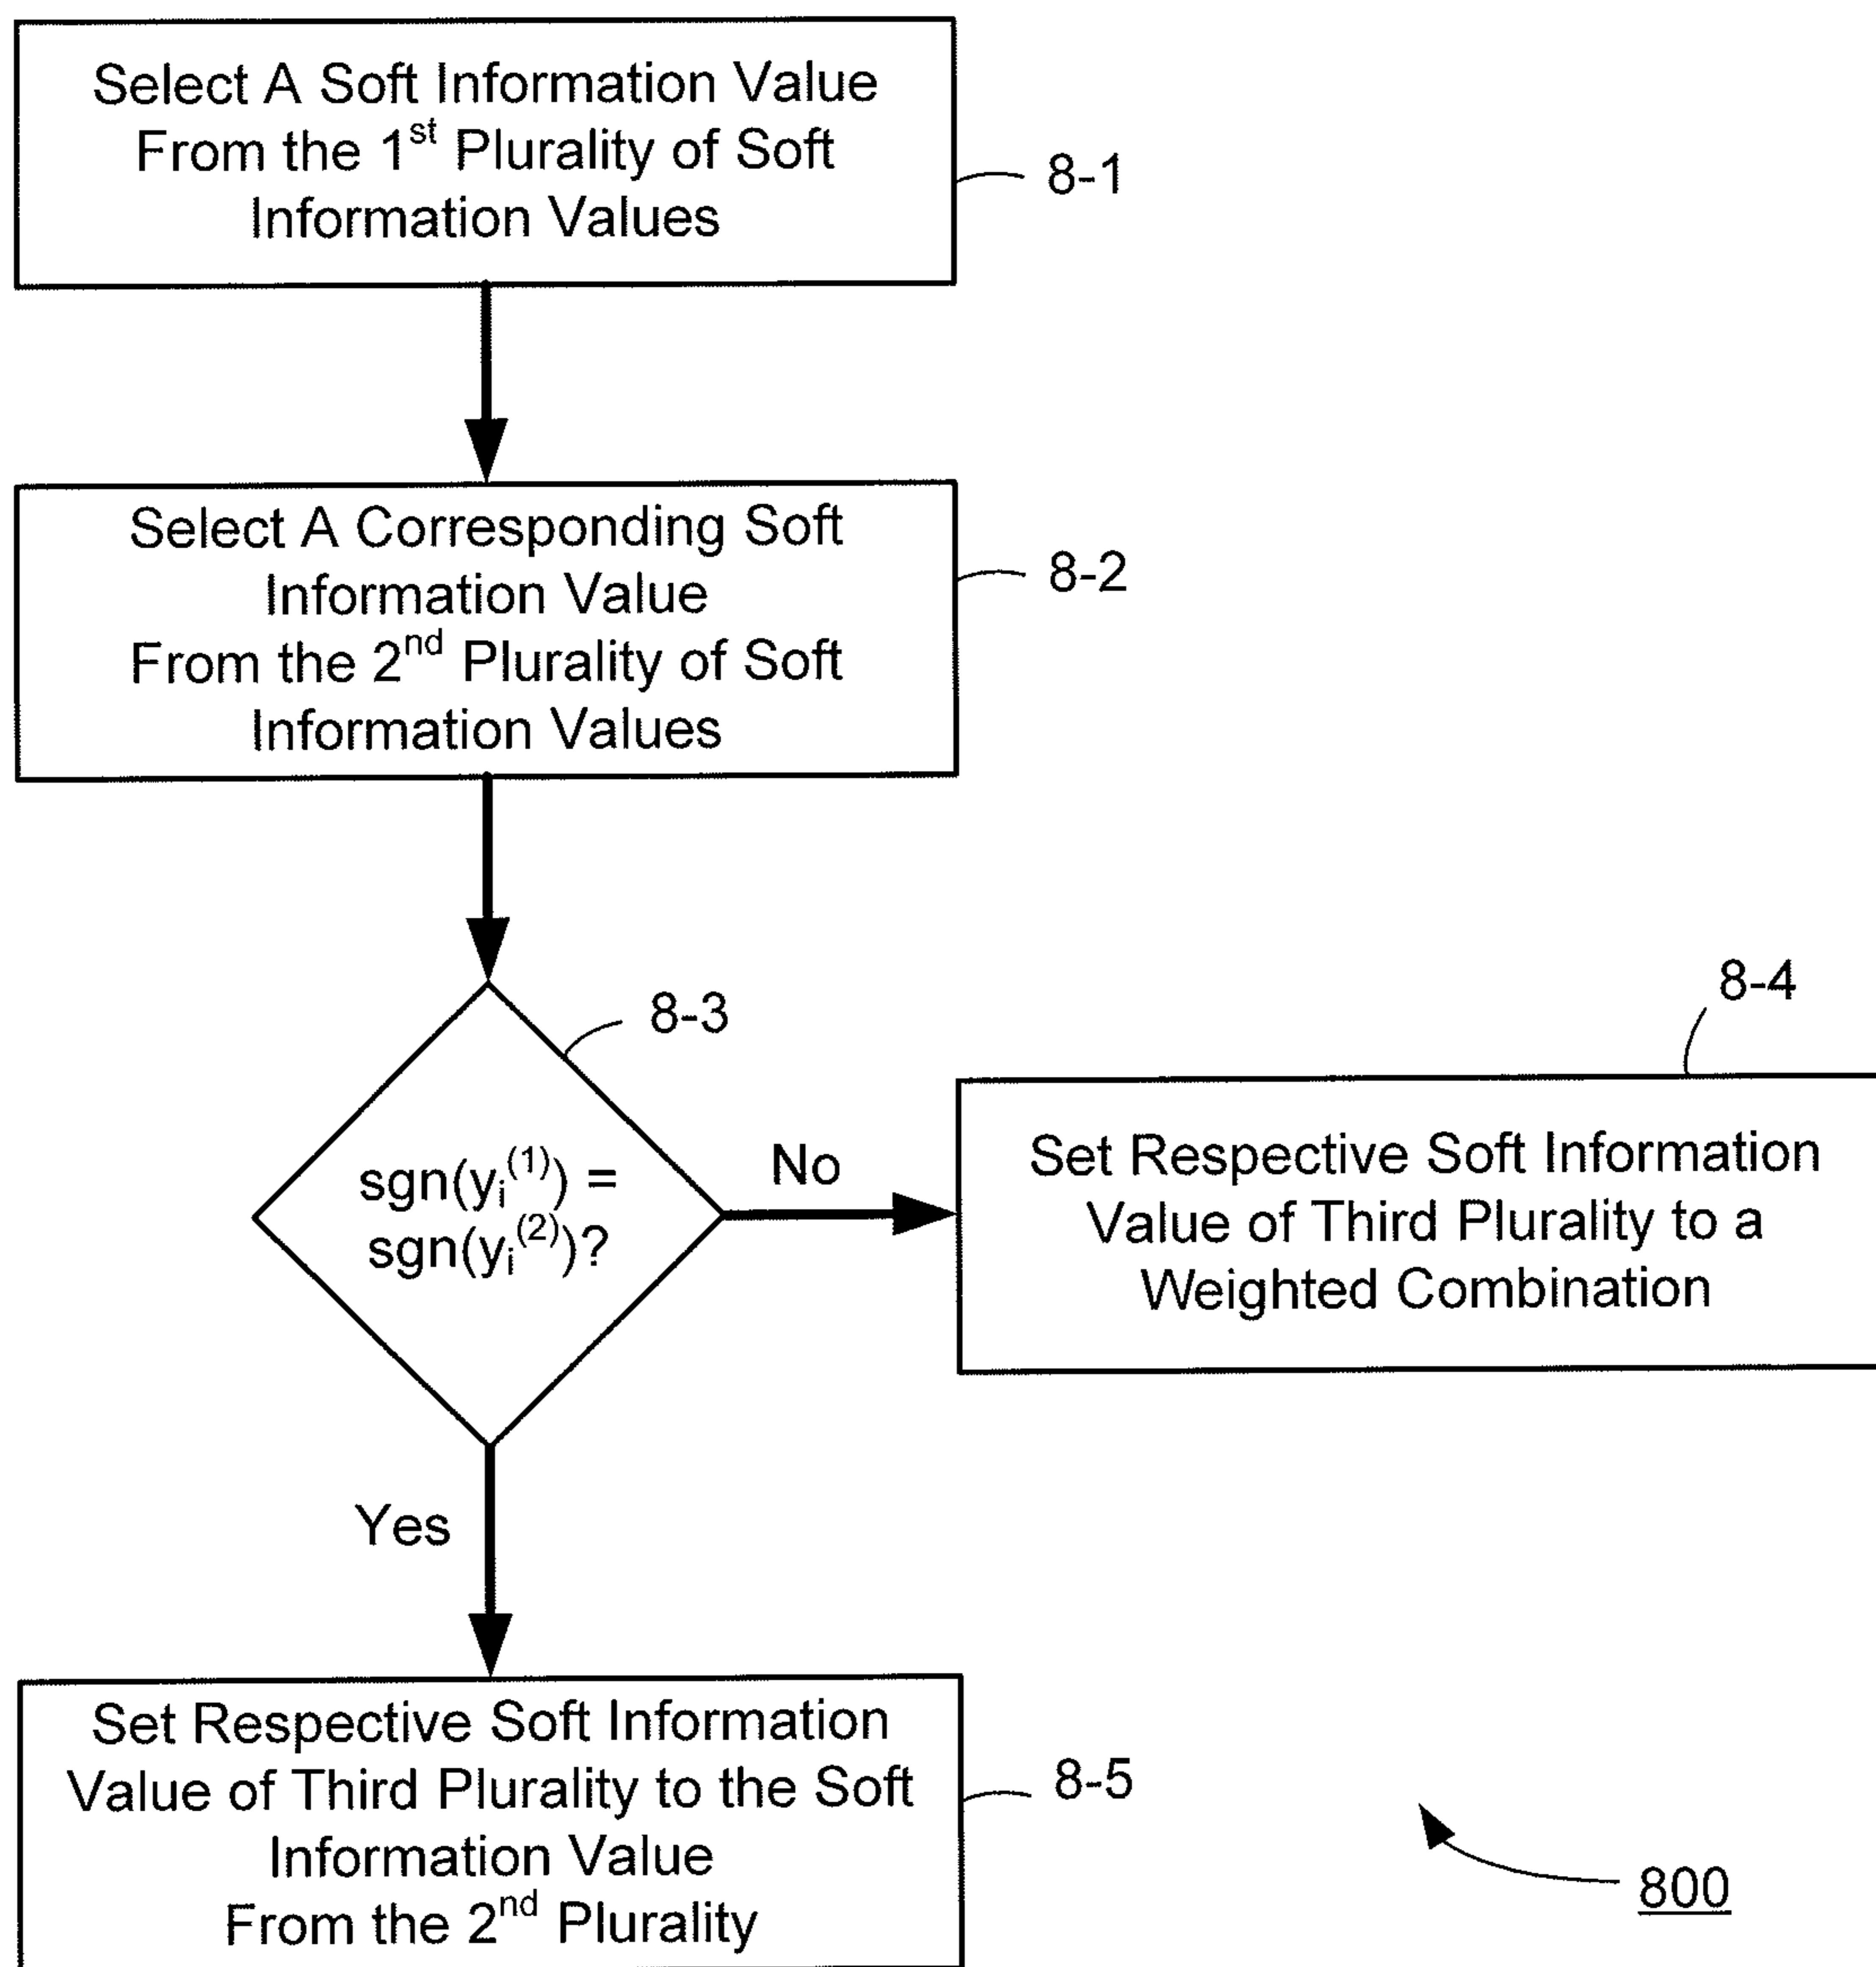 Select A Soft Information Value
From the 1st Plurality of Soft
Information Values
8-1
Select A Corresponding Soft
Information Value
From the 2nd Plurality of Soft
Information Values
8-2
8-3
sgn(yi(1)) =
sgn(yi(2))?
No
8-4
Set Respective Soft Information
Value of Third Plurality to a
Weighted Combination
Yes
Set Respective Soft Information
Value of Third Plurality to the Soft
Information Value
From the 2nd Plurality
8-5
800